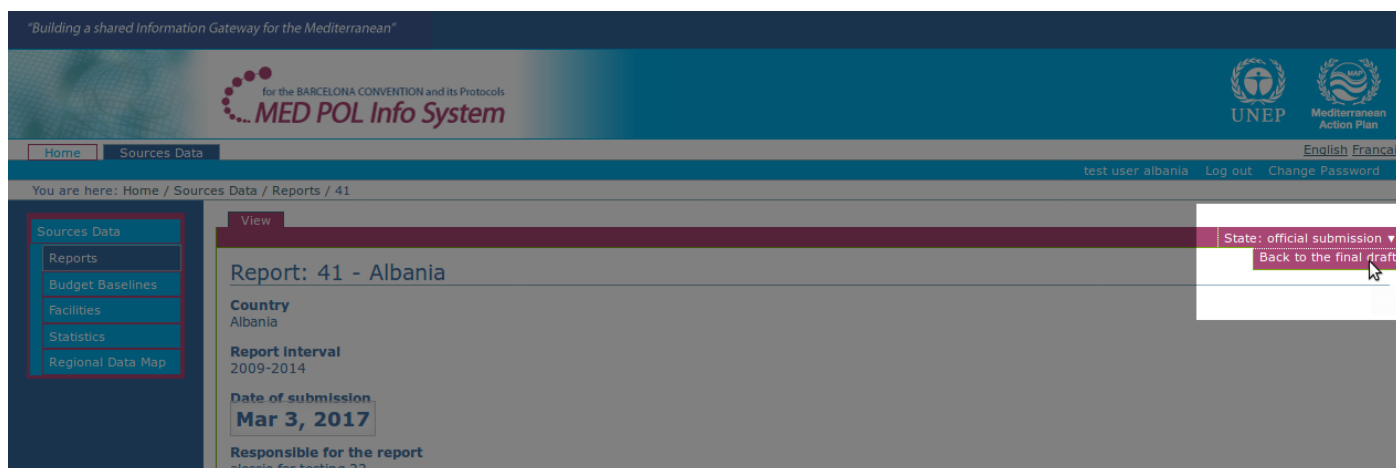 "Building a shared Information Gateway for the Mediterranean"
for the BARCELONA CONVENTION and its Protocols
MED POL Info System
UNEP
MAP
Mediterranean
Action Plan
Home Sources Data
English Françai
test user albania Log out Change Password
You are here: Home / Sources Data / Reports / 41
Sources Data
Reports
Budget Baselines
Facilities
Statistics
Regional Data Map
View
State: official submission ▼
Back to the final draft
Report: 41 - Albania
Country
Albania
Report interval
2009-2014
Date of submission
Mar 3, 2017
Responsible for the report